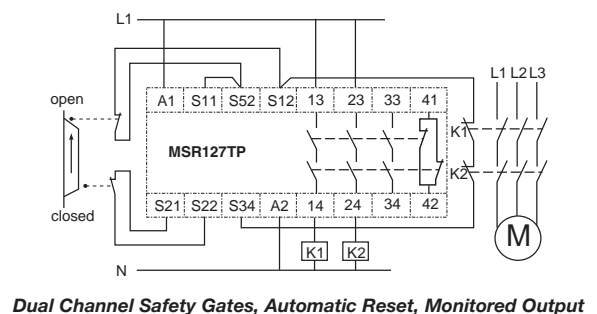 L1
L1 L2 L3
open
A1 S11 S52 S12 13 23 33 41
K1
MSR127TP
K2
closed
S21 S22 S34 A2 14 24 34 42
M
K1 K2
N
Dual Channel Safety Gates, Automatic Reset, Monitored Output